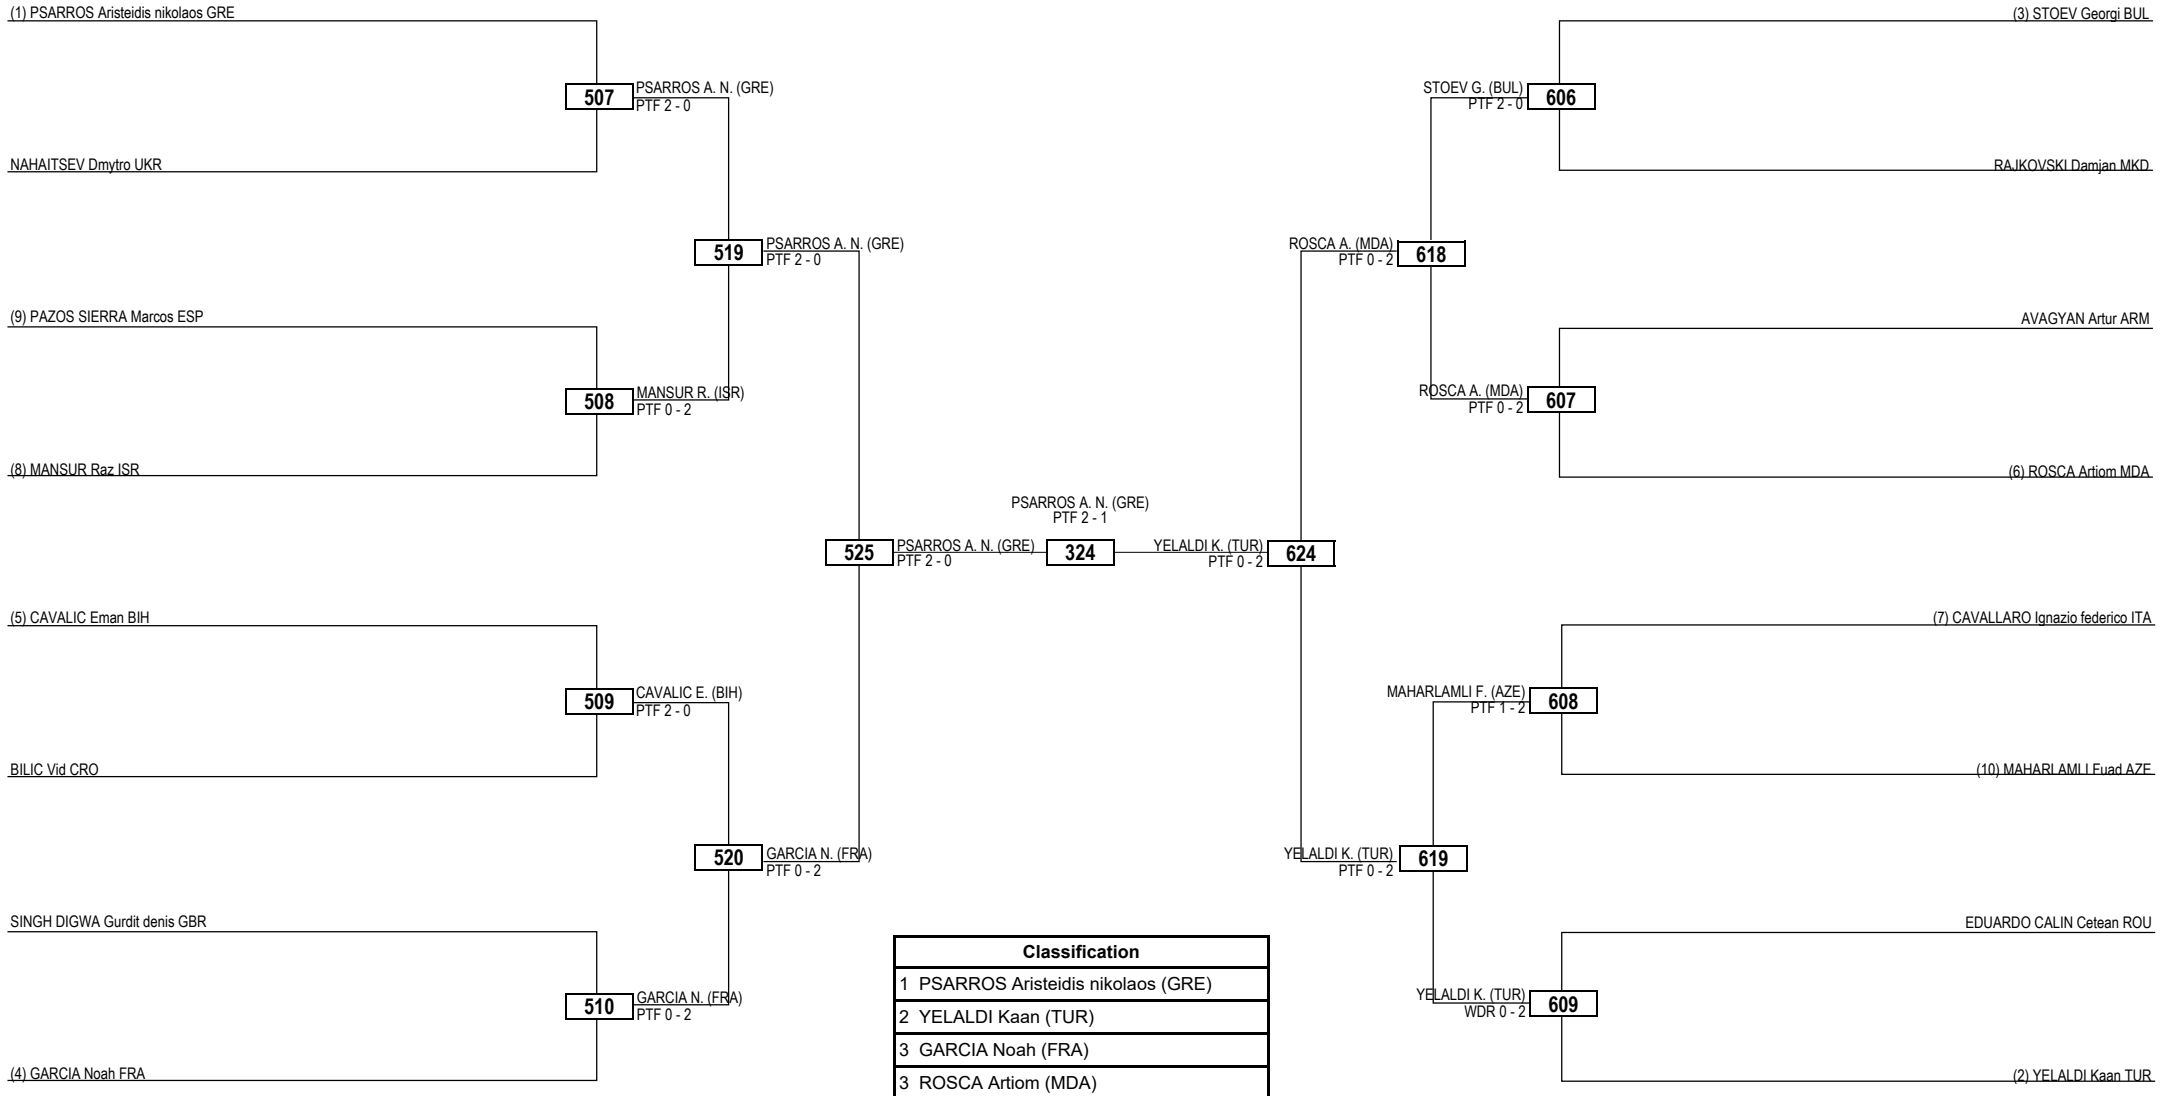 (1) PSARROS Aristeidis nikolaos GRE
(3) STOEV Georgi BUL
507
PSARROS A. N. (GRE)
PTF 2 - 0
STOEV G. (BUL)
PTF 2 - 0
606
NAHAITSEV Dmytro UKR
RAJKOVSKI Damjan MKD
519
PSARROS A. N. (GRE)
PTF 2 - 0
ROSCA A. (MDA)
PTF 0 - 2
618
(9) PAZOS SIERRA Marcos ESP
AVAGYAN Artur ARM
508
MANSUR R. (ISR)
PTF 0 - 2
ROSCA A. (MDA)
PTF 0 - 2
607
(8) MANSUR Raz ISR
(6) ROSCA Artiom MDA
PSARROS A. N. (GRE)
PTF 2 - 1
525
PSARROS A. N. (GRE)
PTF 2 - 0
324
YELALDI K. (TUR)
PTF 0 - 2
624
(5) CAVALIC Eman BIH
(7) CAVALLARO Ignazio federico ITA
509
CAVALIC E. (BIH)
PTF 2 - 0
MAHARLAMLI F. (AZE)
PTF 1 - 2
608
BILIC Vid CRO
(10) MAHARLAMLI Fuad AZE
520
GARCIA N. (FRA)
PTF 0 - 2
YELALDI K. (TUR)
PTF 0 - 2
619
SINGH DIGWA Gurdit denis GBR
EDUARDO CALIN Cetean ROU
510
GARCIA N. (FRA)
PTF 0 - 2
YELALDI K. (TUR)
WDR 0 - 2
609
(4) GARCIA Noah FRA
(2) YELALDI Kaan TUR
Classification
1 PSARROS Aristeidis nikolaos (GRE)
2 YELALDI Kaan (TUR)
3 GARCIA Noah (FRA)
3 ROSCA Artiom (MDA)